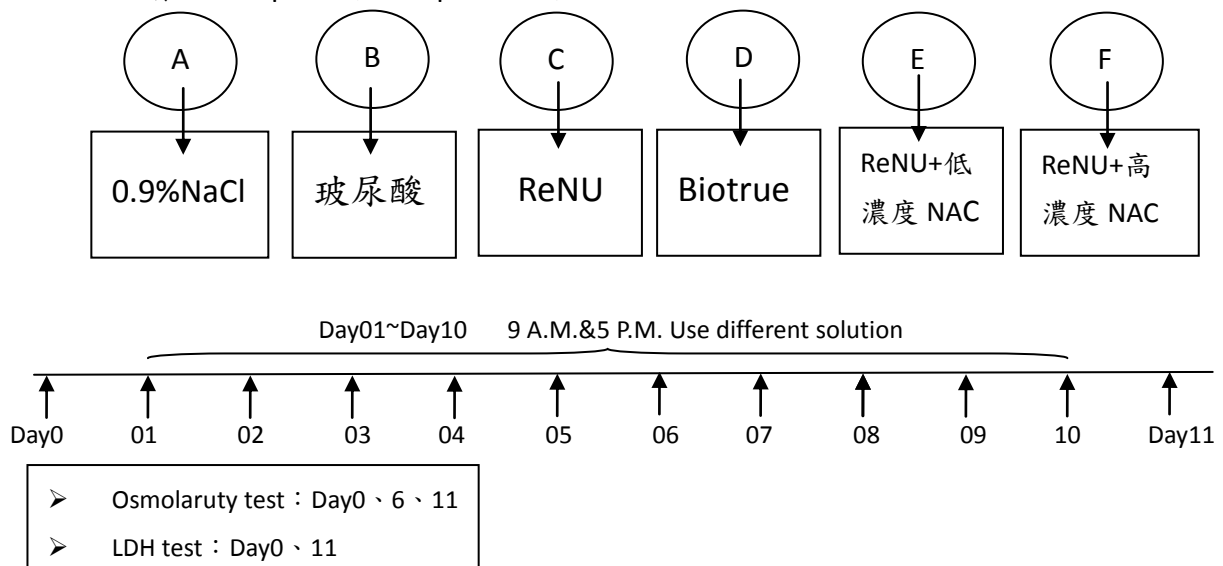 A B C D E F
0.9%NaCl 玻尿酸 ReNU Biotrue ReNU+低 ReNU+高
濃度 NAC 濃度 NAC
Day01~Day10 9 A.M.&5 P.M. Use different solution
Day0 01 02 03 04 05 06 07 08 09 10 Day11
➢ Osmolaruty test：Day0、6、11
➢ LDH test：Day0、11